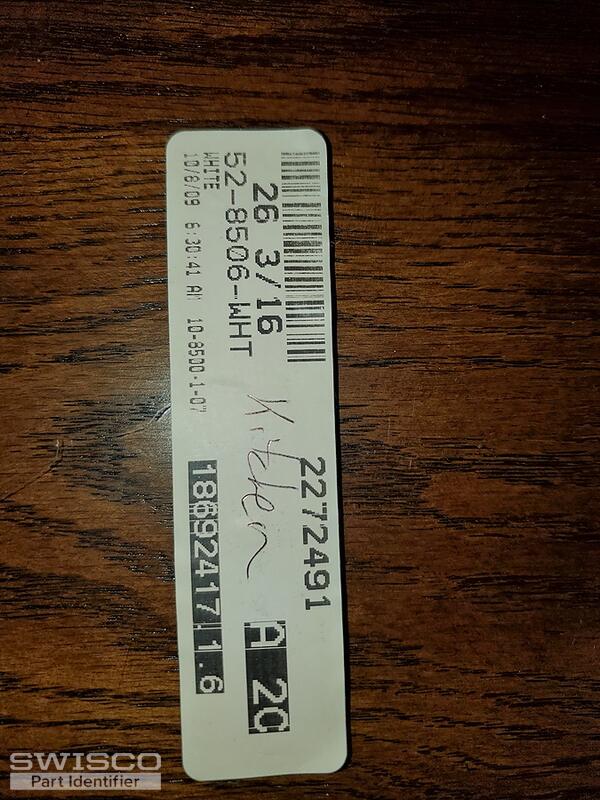 26 3/16
52-8506-WHT
WHITE
10/8/09 6:30:41 AM 10-8500-1-07
Kitchen
2272491
A 20
18692417.1.6
SWISCO
Part Identifier